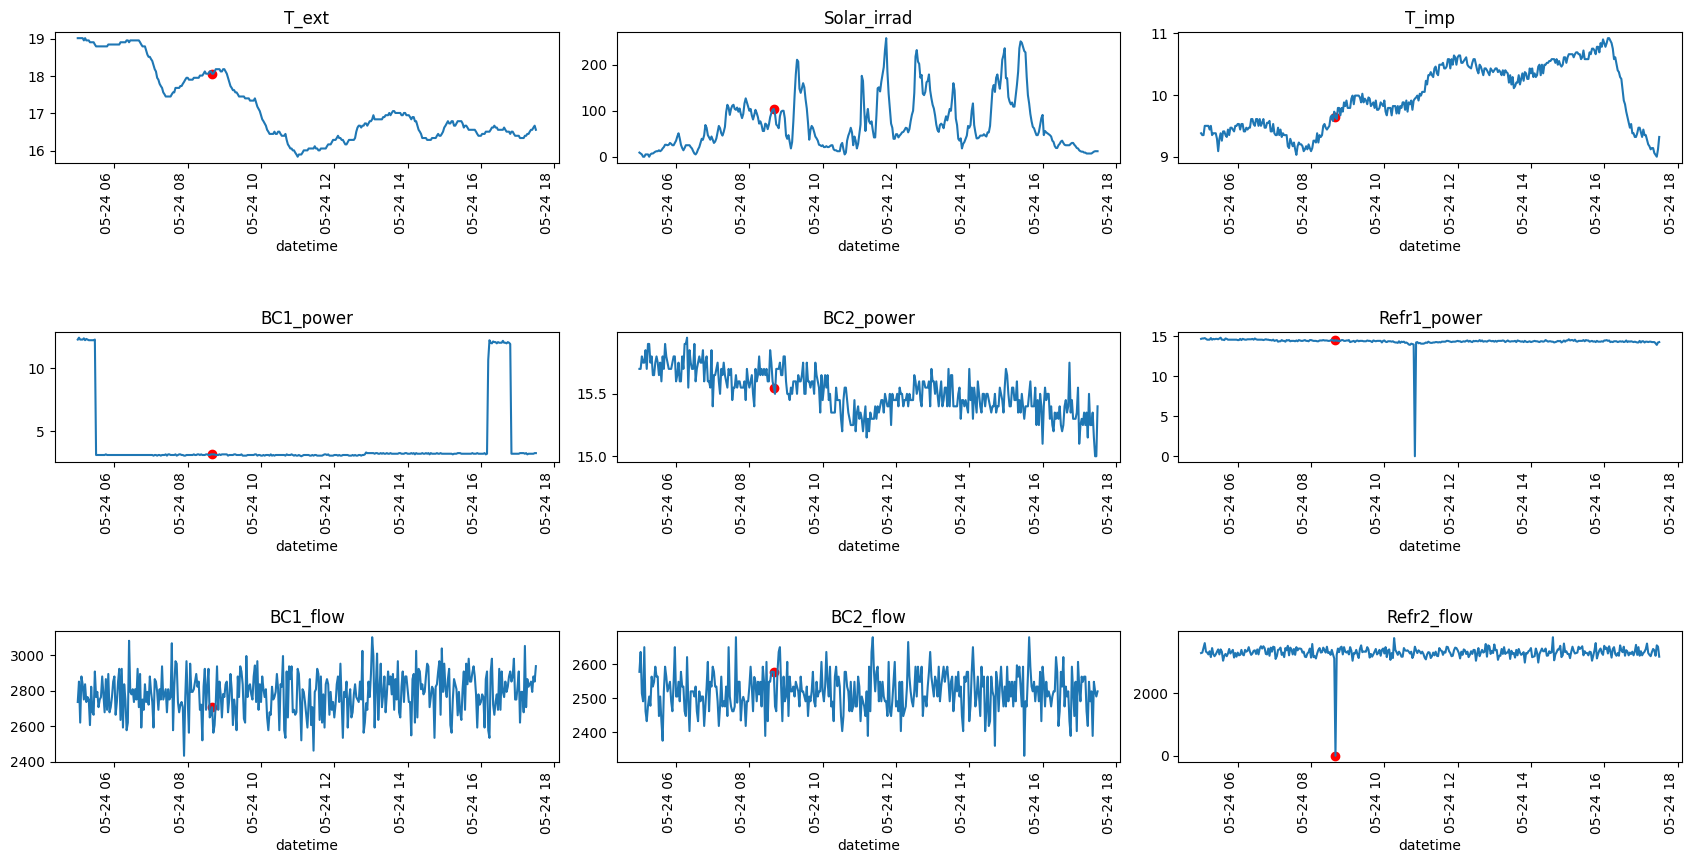 T_ext Solar_irrad T_imp
19
18
17
16
200
100
0
11
10
9
05-24 06 05-24 08 05-24 10 05-24 12 05-24 14 05-24 16 05-24 18
05-24 06 05-24 08 05-24 10 05-24 12 05-24 14 05-24 16 05-24 18
05-24 06 05-24 08 05-24 10 05-24 12 05-24 14 05-24 16 05-24 18
datetime datetime datetime
BC1_power BC2_power Refr1_power
10
5
15.5
15.0
15
10
5
0
05-24 06 05-24 08 05-24 10 05-24 12 05-24 14 05-24 16 05-24 18
05-24 06 05-24 08 05-24 10 05-24 12 05-24 14 05-24 16 05-24 18
05-24 06 05-24 08 05-24 10 05-24 12 05-24 14 05-24 16 05-24 18
datetime datetime datetime
BC1_flow BC2_flow Refr2_flow
3000
2800
2600
2400
2600
2500
2400
2000
0
05-24 06 05-24 08 05-24 10 05-24 12 05-24 14 05-24 16 05-24 18
05-24 06 05-24 08 05-24 10 05-24 12 05-24 14 05-24 16 05-24 18
05-24 06 05-24 08 05-24 10 05-24 12 05-24 14 05-24 16 05-24 18
datetime datetime datetime